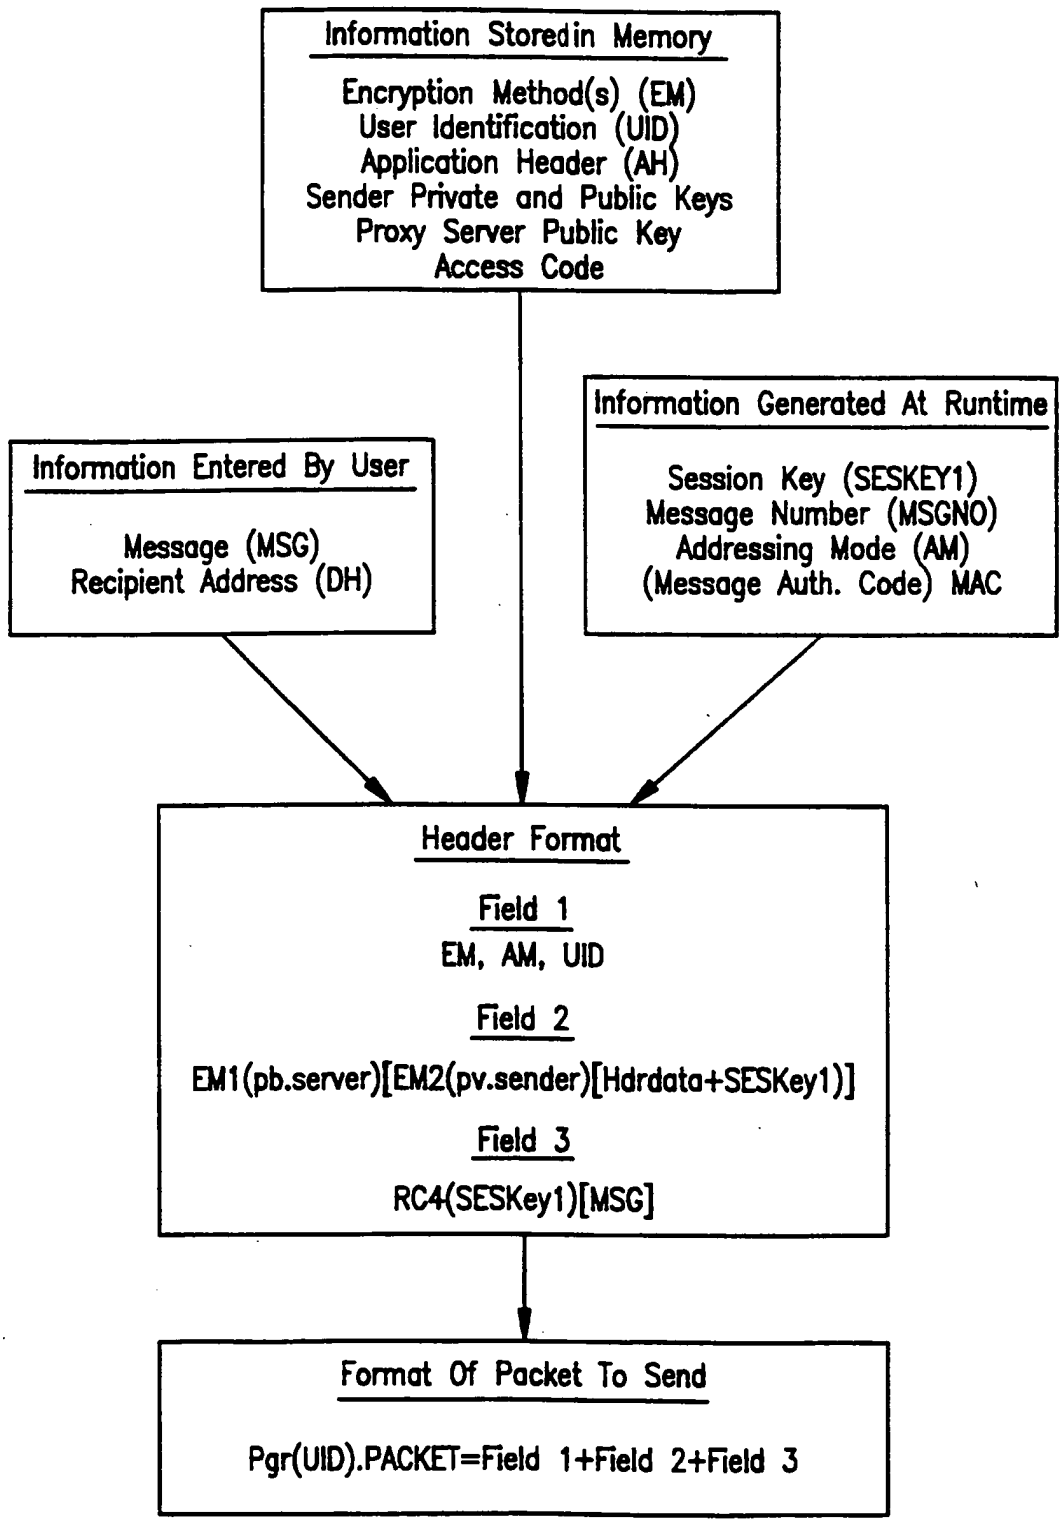 Information Stored in Memory
Encryption Method(s) (EM)
User Identification (UID)
Application Header (AH)
Sender Private and Public Keys
Proxy Server Public Key
Access Code
Information Entered By User
Message (MSG)
Recipient Address (DH)
Information Generated At Runtime
Session Key (SESKEY1)
Message Number (MSGNO)
Addressing Mode (AM)
(Message Auth. Code) MAC
Header Format
Field 1
EM, AM, UID
Field 2
EM1(pb.server)[EM2(pv.sender)[Hdrdata+SESKey1)]
Field 3
RC4(SESKey1)[MSG]
Format Of Packet To Send
Pgr(UID).PACKET=Field 1+Field 2+Field 3